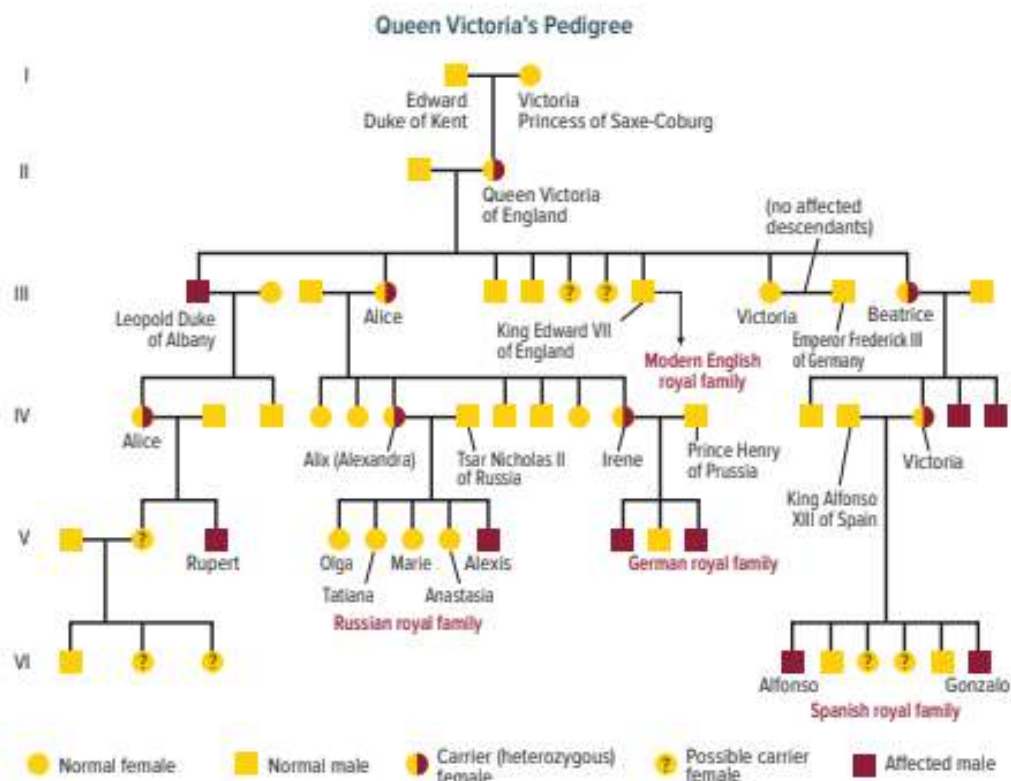 Queen Victoria's Pedigree
I
Edward
Duke of Kent
Victoria
Princess of Saxe-Coburg
II
Queen Victoria
of England
(no affected
descendants)
III
? ?
Leopold Duke
of Albany
Alice
King Edward VII
of England
Modern English
royal family
Victoria
Emperor Frederick III
of Germany
Beatrice
IV
Alice
Alix (Alexandra)
Tsar Nicholas II
of Russia
Irene
Prince Henry
of Prussia
King Alfonso
XIII of Spain
Victoria
V
?
Rupert
Olga
Tatiana
Marie
Anastasia
Alexis
Russian royal family
German royal family
VI
? ?
? ?
Alfonso
Gonzalo
Spanish royal family
Normal female
Normal male
Carrier (heterozygous)
female
?
Possible carrier
female
Affected male